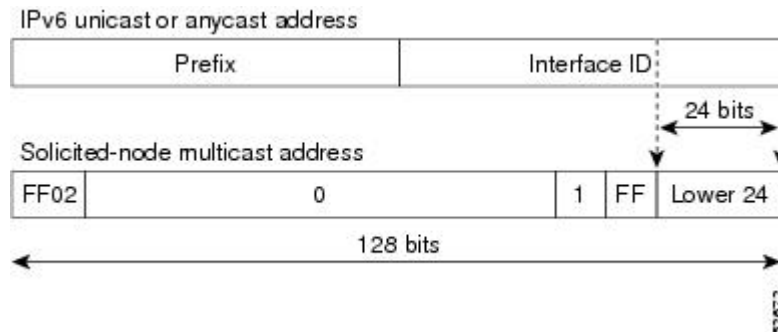 IPv6 unicast or anycast address
Prefix Interface ID
24 bits
Solicited-node multicast address
FF02 0 1 FF Lower 24
128 bits